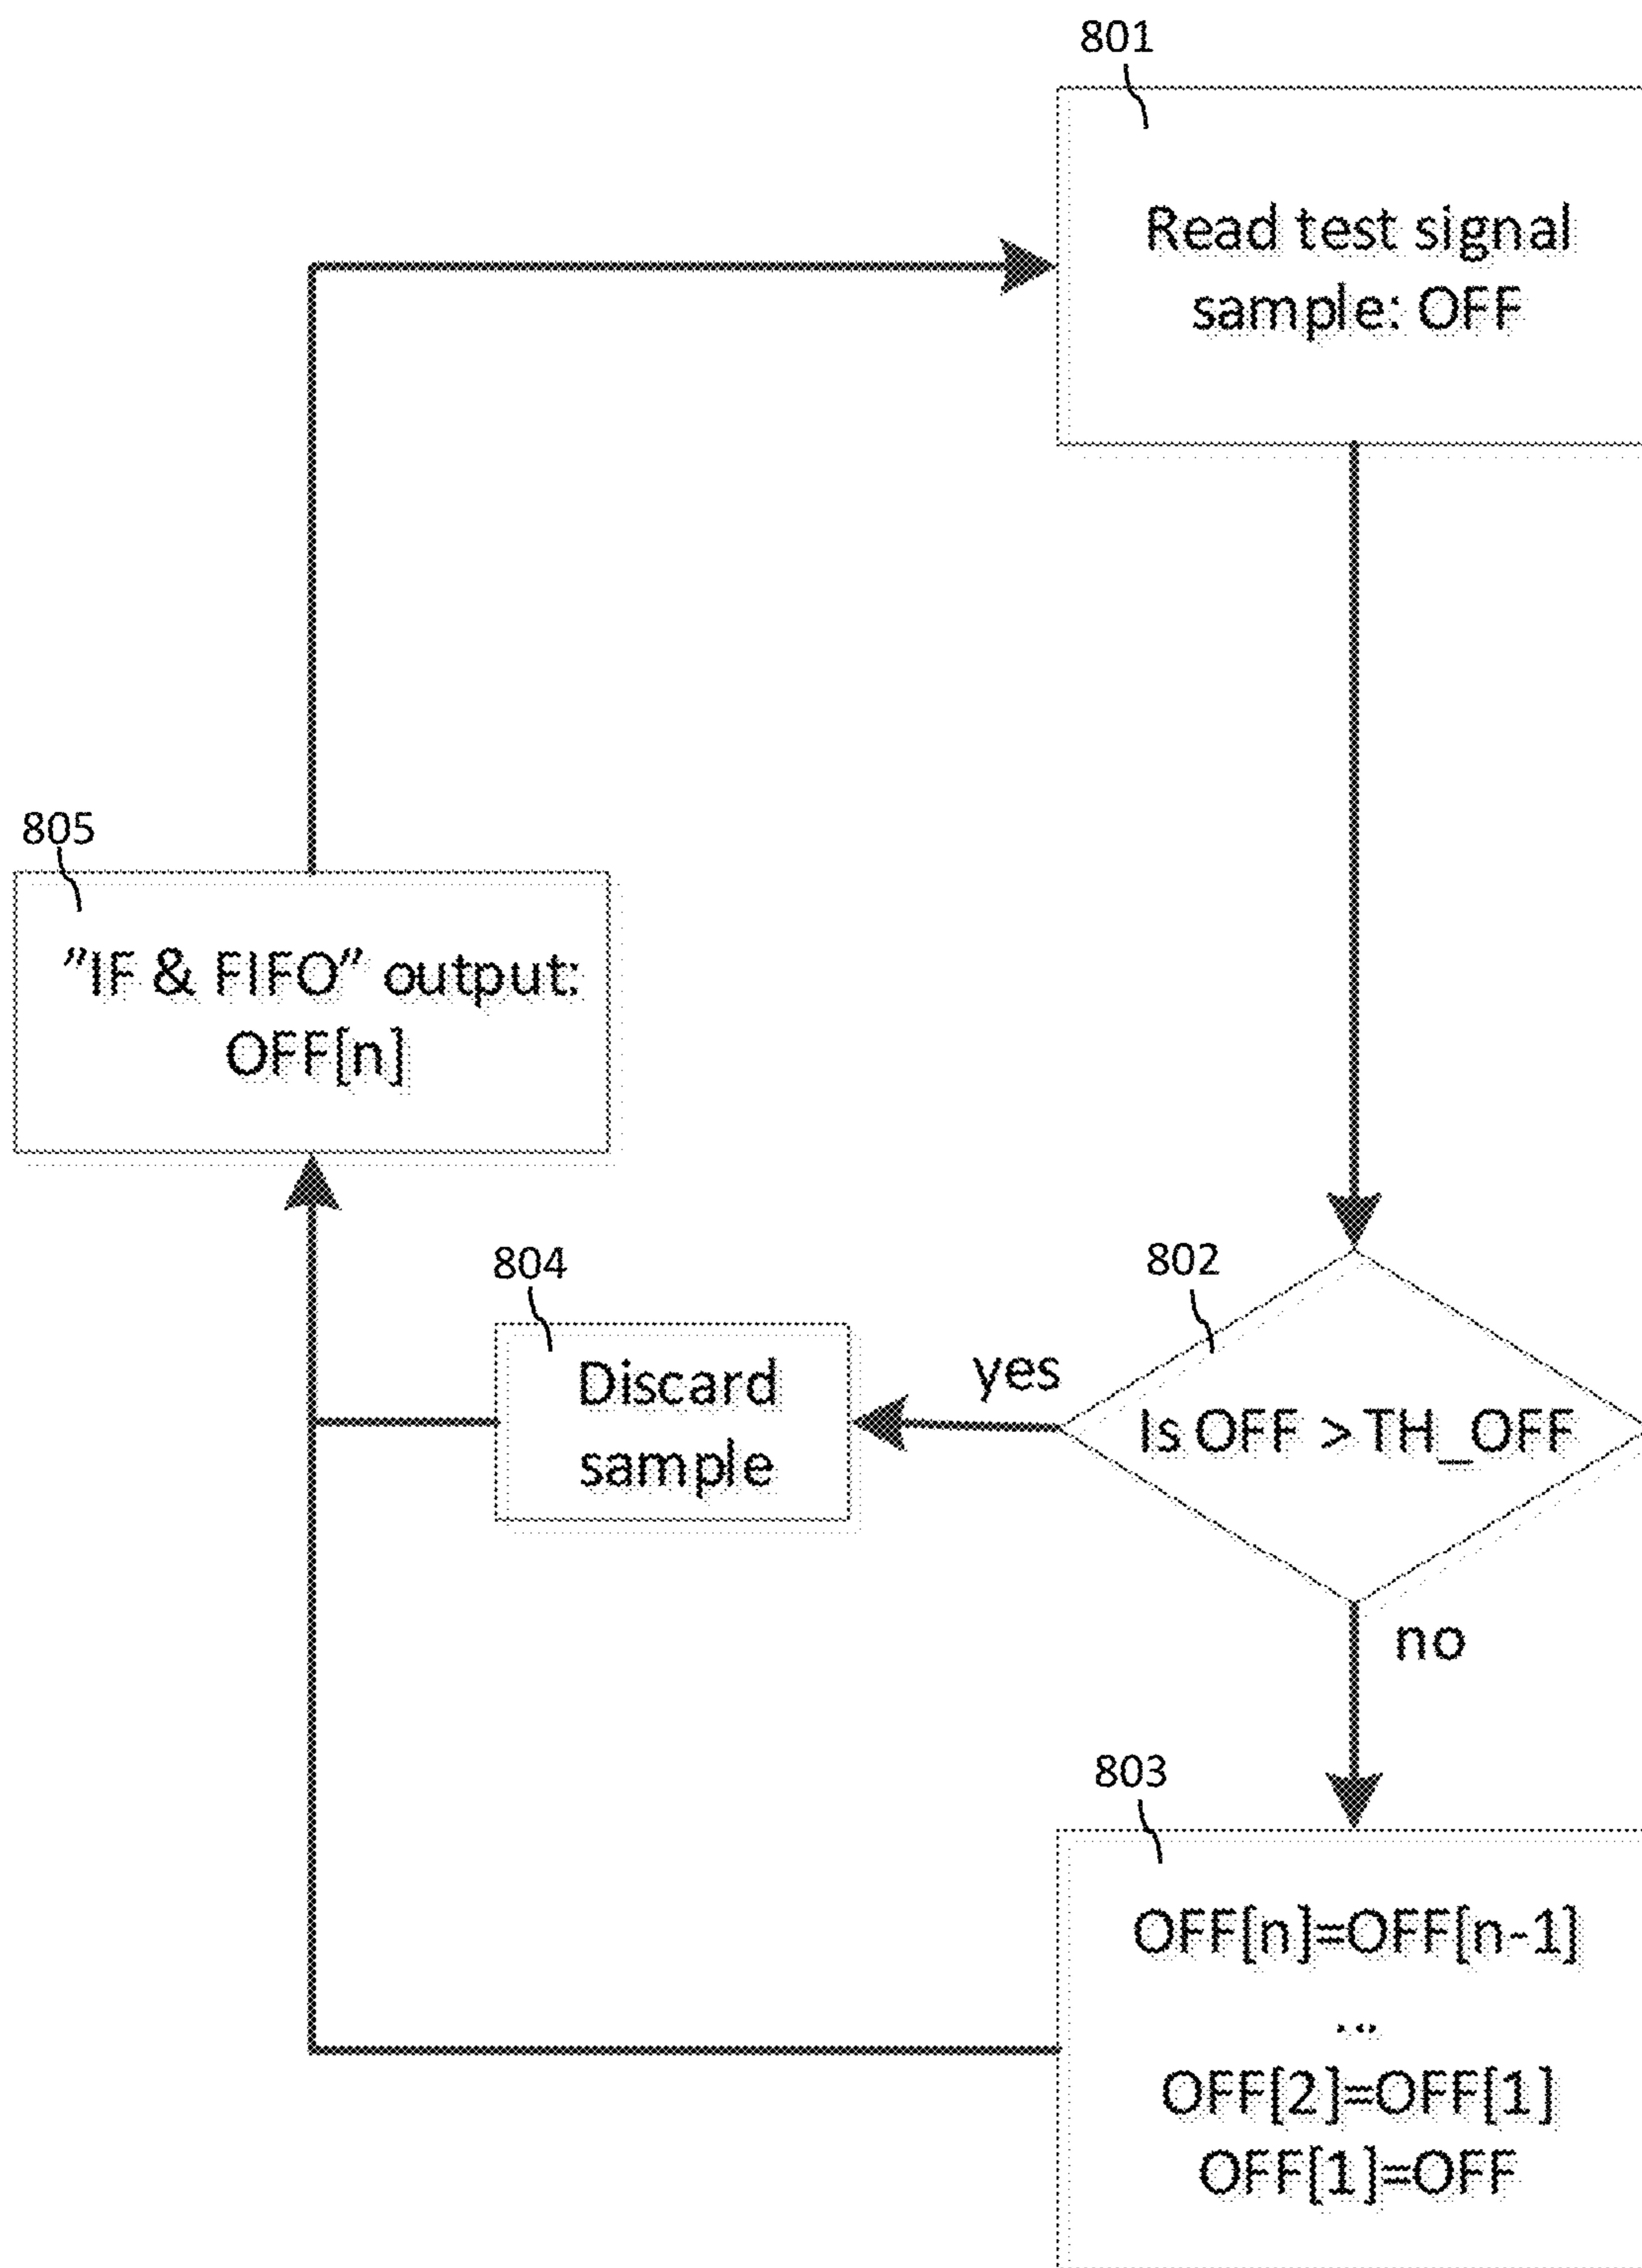 801
Read test signal
sample: OFF
805
”IF & FIFO” output:
OFF[n]
804
Discard
sample
yes
802
Is OFF > TH_OFF
no
803
OFF[n]=OFF[n-1]
...
OFF[2]=OFF[1]
OFF[1]=OFF